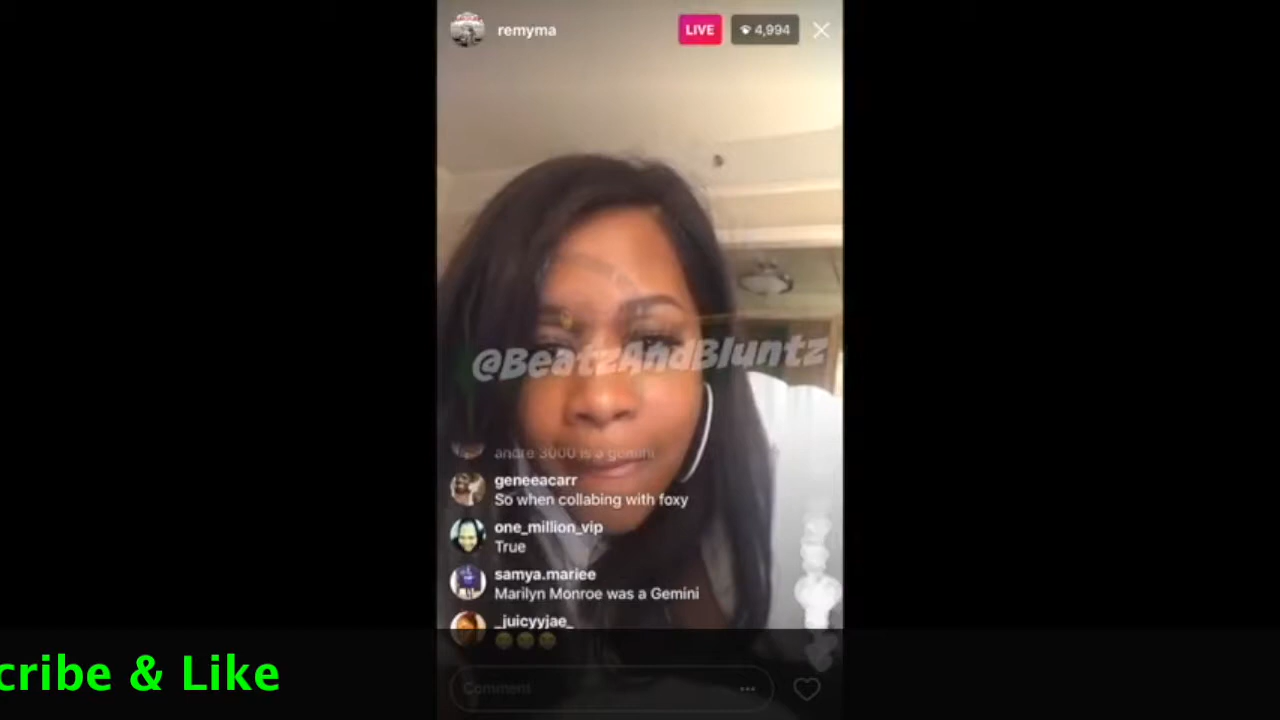 remyma
LIVE
4,994
@BeatzAndBluntz
andre 3000 is a gemini
geneeacarr
So when collabing with foxy
one_million_vip
True
samya.mariee
Marilyn Monroe was a Gemini
_juicyyjae_
cribe & Like
Comment